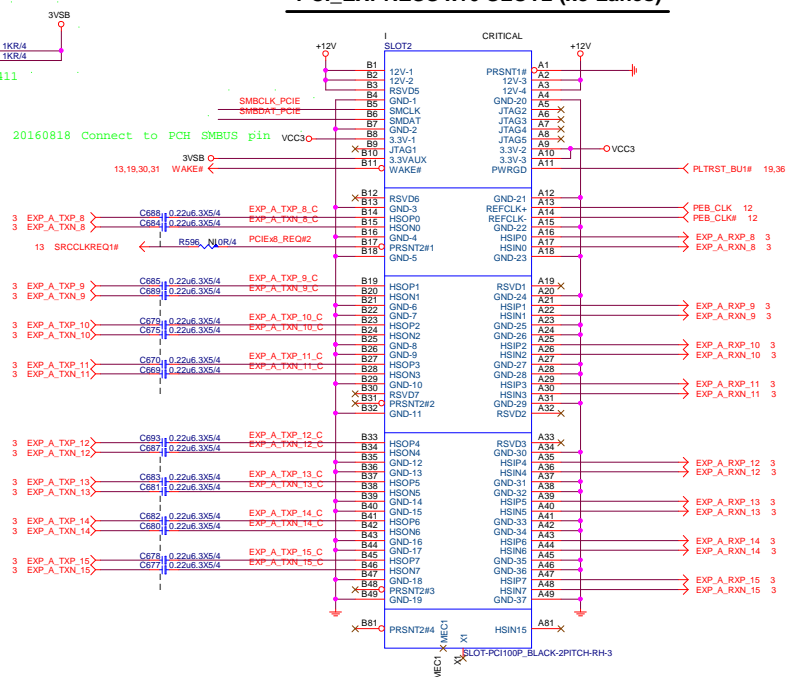 3VSB
1KR/4
1KR/4
411
20160818 Connect to PCH SMBUS pin
I
SLOT2
CRITICAL
+12V
+12V
B1 12V-1 PRSNT1# A1
B2 12V-2 12V-3 A2
B3 RSVD5 12V-4 A3
B4 GND-1 GND-20 A4
SMBCLK_PCIE B5 SMCLK JTAG2 A5
SMBDAT_PCIE B6 SMDAT JTAG3 A6
B7 GND-2 JTAG4 A7
VCC3 B8 3.3V-1 JTAG5 A8
B9 JTAG1 3.3V-2 A9 VCC3
3VSB B10 3.3VAUX 3.3V-3 A10
13,19,30,31 WAKE# B11 WAKE# PWRGD A11 PLTRST_BU1# 19,36
B12 RSVD6 GND-21 A12
B13 GND-3 REFCLK+ A13 PEB_CLK 12
3 EXP_A_TXP_8 C688 0.22u6.3X5/4 EXP_A_TXP_8_C B14 HSOP0 REFCLK- A14 PEB_CLK# 12
3 EXP_A_TXN_8 C684 0.22u6.3X5/4 EXP_A_TXN_8_C B15 HSON0 GND-22 A15
B16 GND-4 HSIP0 A16 EXP_A_RXP_8 3
13 SRCCLKREQ1# R596 NI0R/4 PCIEx8_REQ#2 B17 PRSNT2#1 HSIN0 A17 EXP_A_RXN_8 3
B18 GND-5 GND-23 A18
3 EXP_A_TXP_9 C685 0.22u6.3X5/4 EXP_A_TXP_9_C B19 HSOP1 RSVD1 A19
3 EXP_A_TXN_9 C689 0.22u6.3X5/4 EXP_A_TXN_9_C B20 HSON1 GND-24 A20
B21 GND-6 HSIP1 A21 EXP_A_RXP_9 3
B22 GND-7 HSIN1 A22 EXP_A_RXN_9 3
3 EXP_A_TXP_10 C679 0.22u6.3X5/4 EXP_A_TXP_10_C B23 HSOP2 GND-25 A23
3 EXP_A_TXN_10 C675 0.22u6.3X5/4 EXP_A_TXN_10_C B24 HSON2 GND-26 A24
B25 GND-8 HSIP2 A25 EXP_A_RXP_10 3
B26 GND-9 HSIN2 A26 EXP_A_RXN_10 3
3 EXP_A_TXP_11 C670 0.22u6.3X5/4 EXP_A_TXP_11_C B27 HSOP3 GND-27 A27
3 EXP_A_TXN_11 C669 0.22u6.3X5/4 EXP_A_TXN_11_C B28 HSON3 GND-28 A28
B29 GND-10 HSIP3 A29 EXP_A_RXP_11 3
B30 RSVD7 HSIN3 A30 EXP_A_RXN_11 3
B31 PRSNT2#2 GND-29 A31
B32 GND-11 RSVD2 A32
3 EXP_A_TXP_12 C693 0.22u6.3X5/4 EXP_A_TXP_12_C B33 HSOP4 RSVD3 A33
3 EXP_A_TXN_12 C687 0.22u6.3X5/4 EXP_A_TXN_12_C B34 HSON4 GND-30 A34
B35 GND-12 HSIP4 A35 EXP_A_RXP_12 3
B36 GND-13 HSIN4 A36 EXP_A_RXN_12 3
3 EXP_A_TXP_13 C683 0.22u6.3X5/4 EXP_A_TXP_13_C B37 HSOP5 GND-31 A37
3 EXP_A_TXN_13 C681 0.22u6.3X5/4 EXP_A_TXN_13_C B38 HSON5 GND-32 A38
B39 GND-14 HSIP5 A39 EXP_A_RXP_13 3
B40 GND-15 HSIN5 A40 EXP_A_RXN_13 3
3 EXP_A_TXP_14 C682 0.22u6.3X5/4 EXP_A_TXP_14_C B41 HSOP6 GND-33 A41
3 EXP_A_TXN_14 C680 0.22u6.3X5/4 EXP_A_TXN_14_C B42 HSON6 GND-34 A42
B43 GND-16 HSIP6 A43 EXP_A_RXP_14 3
B44 GND-17 HSIN6 A44 EXP_A_RXN_14 3
3 EXP_A_TXP_15 C678 0.22u6.3X5/4 EXP_A_TXP_15_C B45 HSOP7 GND-35 A45
3 EXP_A_TXN_15 C677 0.22u6.3X5/4 EXP_A_TXN_15_C B46 HSON7 GND-36 A46
B47 GND-18 HSIP7 A47 EXP_A_RXP_15 3
B48 PRSNT2#3 HSIN7 A48 EXP_A_RXN_15 3
B49 GND-19 GND-37 A49
B81 PRSNT2#4 HSIN15 A81
MEC1
X1
MEC1
X1
SLOT-PCI100P_BLACK-2PITCH-RH-3